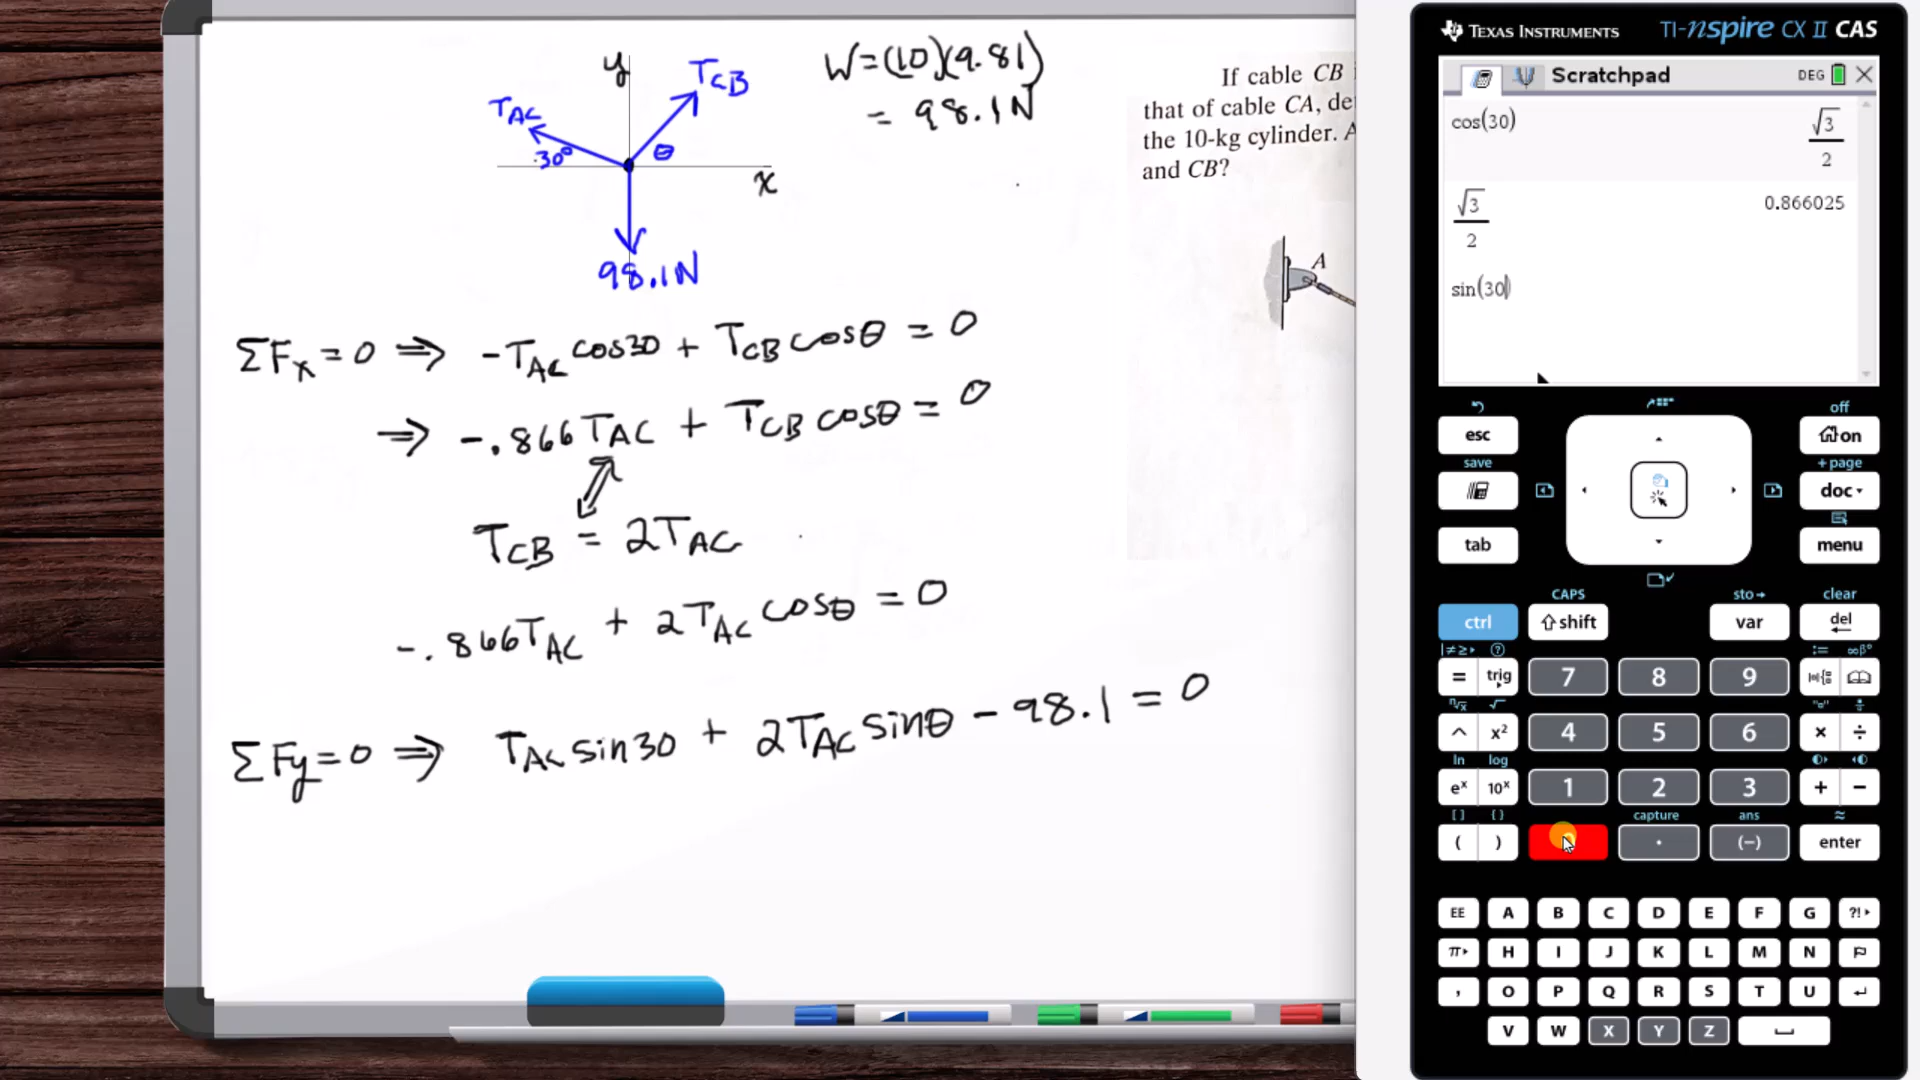 y
T_CB
T_AC
30°
θ
x
98.1N
W=(10)(9.81)
= 98.1N
If cable CB
that of cable CA, de
the 10-kg cylinder. A
and CB?
A
ΣFx=0 ⇒ -T_AC cos30 + T_CB cosθ = 0
⇒ -.866T_AC + T_CB cosθ = 0
T_CB = 2T_AC
-.866T_AC + 2T_AC cosθ = 0
ΣFy=0 ⇒ T_AC sin30 + 2T_AC sinθ - 98.1 = 0
TEXAS INSTRUMENTS TI-nspire CX II CAS
Scratchpad DEG
cos(30) √3/2
√3/2 0.866025
sin(30)
off
esc on
save + page
doc
tab menu
CAPS sto→ clear
ctrl shift var del
|≠≥▸ ? := ∞β°
= trig 7 8 9
ⁿ√x √
^ x² 4 5 6 × ÷
ln log
eˣ 10ˣ 1 2 3 + −
[ ] { } capture ans ≈
( ) . (−) enter
EE A B C D E F G ?!▸
π▸ H I J K L M N
, O P Q R S T U
V W X Y Z